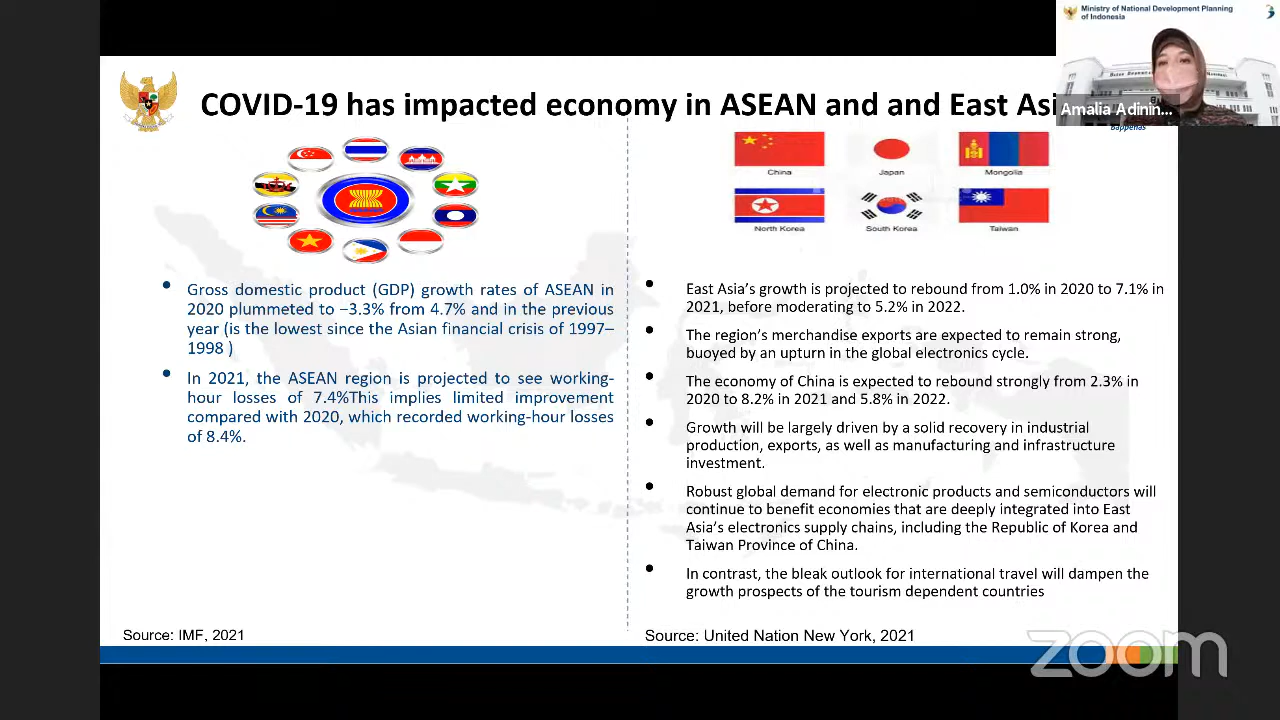 Ministry of National Development Planning
of Indonesia
Amalia Adinin...
COVID-19 has impacted economy in ASEAN and and East Asi
Bappenas
China
Japan
Mongolia
North Korea
South Korea
Taiwan
• Gross domestic product (GDP) growth rates of ASEAN in
2020 plummeted to −3.3% from 4.7% and in the previous
year (is the lowest since the Asian financial crisis of 1997–
1998 )
• In 2021, the ASEAN region is projected to see working-
hour losses of 7.4%This implies limited improvement
compared with 2020, which recorded working-hour losses
of 8.4%.
Source: IMF, 2021
• East Asia’s growth is projected to rebound from 1.0% in 2020 to 7.1% in
2021, before moderating to 5.2% in 2022.
• The region’s merchandise exports are expected to remain strong,
buoyed by an upturn in the global electronics cycle.
• The economy of China is expected to rebound strongly from 2.3% in
2020 to 8.2% in 2021 and 5.8% in 2022.
• Growth will be largely driven by a solid recovery in industrial
production, exports, as well as manufacturing and infrastructure
investment.
• Robust global demand for electronic products and semiconductors will
continue to benefit economies that are deeply integrated into East
Asia’s electronics supply chains, including the Republic of Korea and
Taiwan Province of China.
• In contrast, the bleak outlook for international travel will dampen the
growth prospects of the tourism dependent countries
Source: United Nation New York, 2021
zoom